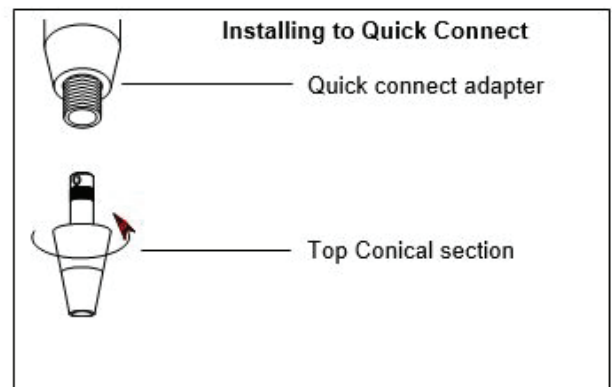 Installing to Quick Connect
Quick connect adapter
Top Conical section